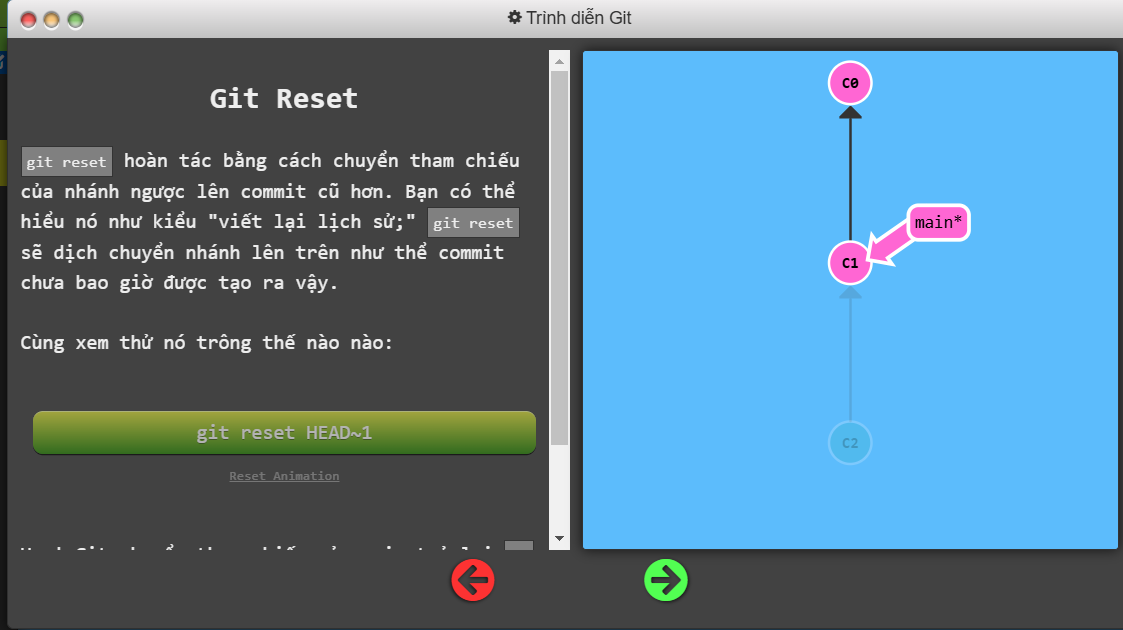 Trình diễn Git
Git Reset
git reset hoàn tác bằng cách chuyển tham chiếu
của nhánh ngược lên commit cũ hơn. Bạn có thể
hiểu nó như kiểu "viết lại lịch sử;" git reset
sẽ dịch chuyển nhánh lên trên như thể commit
chưa bao giờ được tạo ra vậy.
Cùng xem thử nó trông thế nào nào:
git reset HEAD~1
Reset Animation
C0
main*
C1
C2